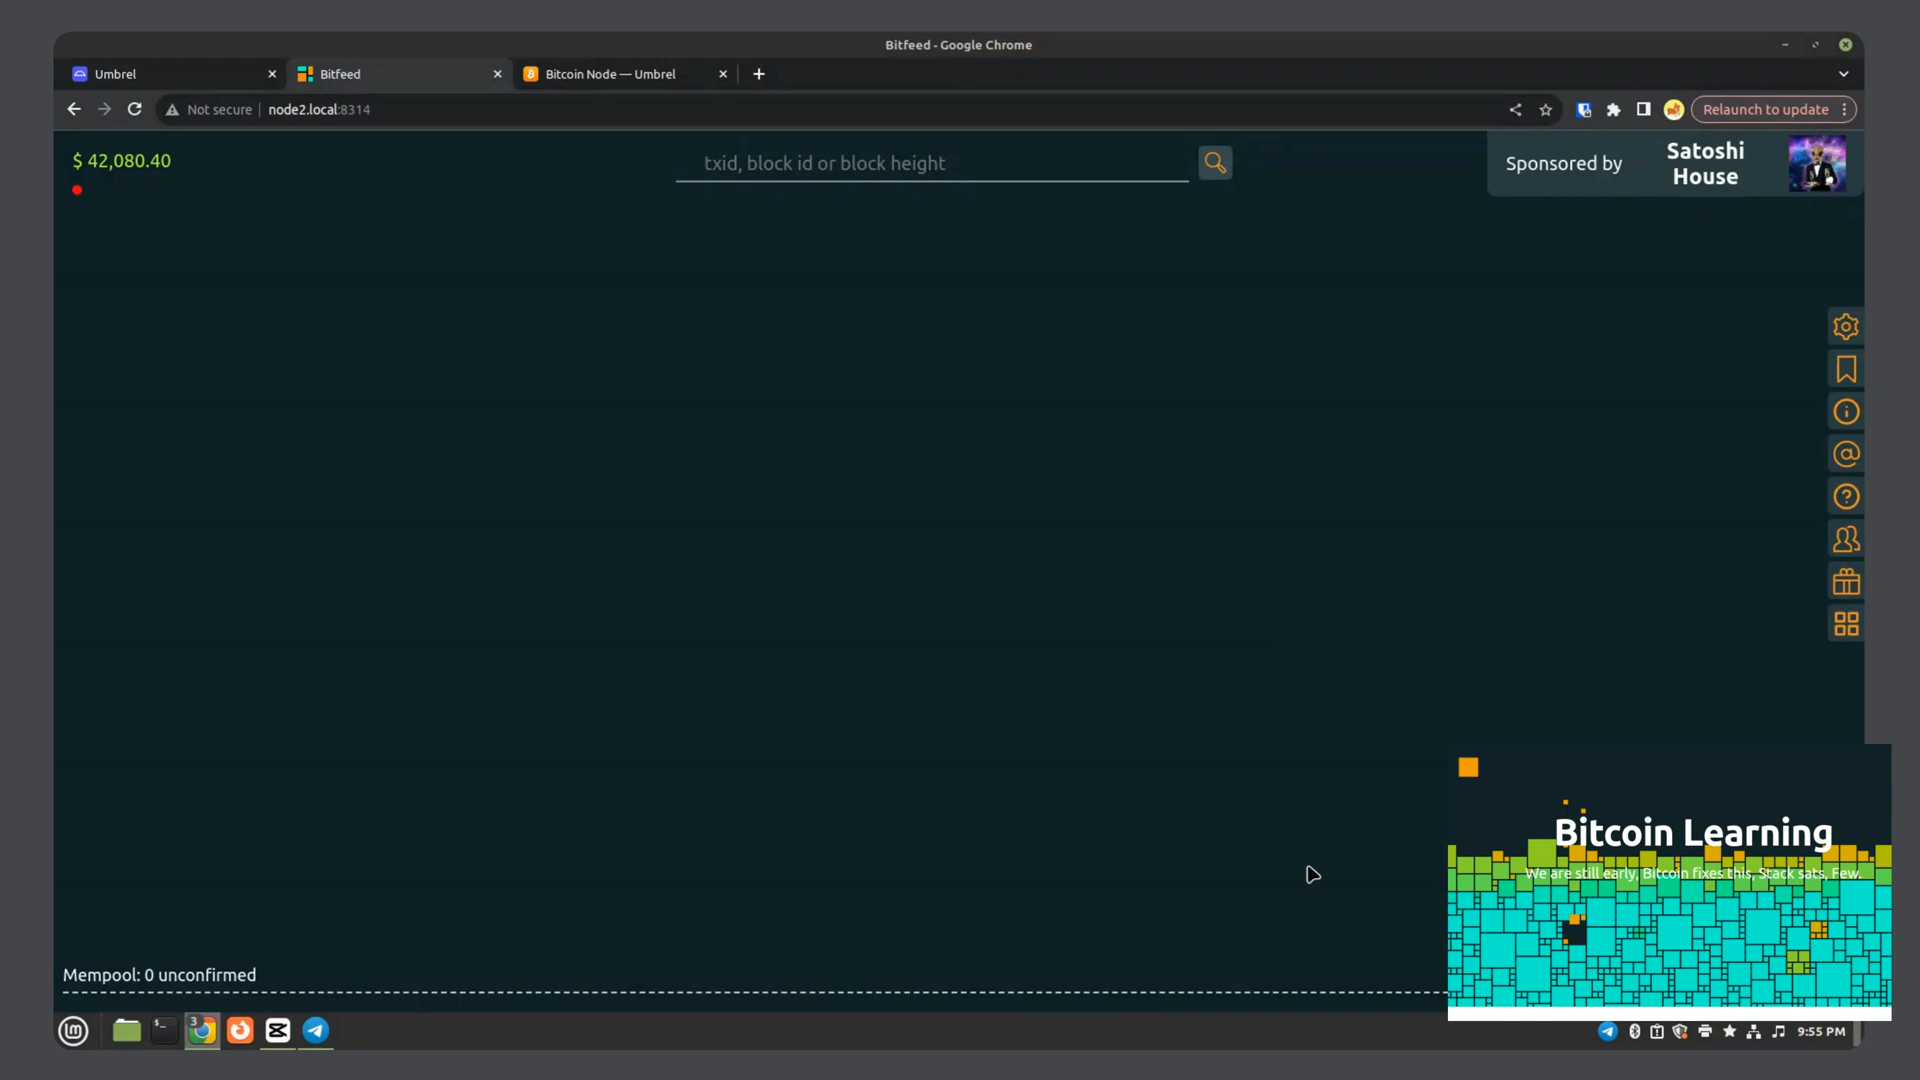 Bitfeed - Google Chrome
Umbrel
Bitfeed
Bitcoin Node — Umbrel
Not secure
node2.local:8314
Relaunch to update
$ 42,080.40
txid, block id or block height
Sponsored by
Satoshi
House
Bitcoin Learning
We are still early, Bitcoin fixes this, Stack sats, Few.
Mempool: 0 unconfirmed
3
9:55 PM